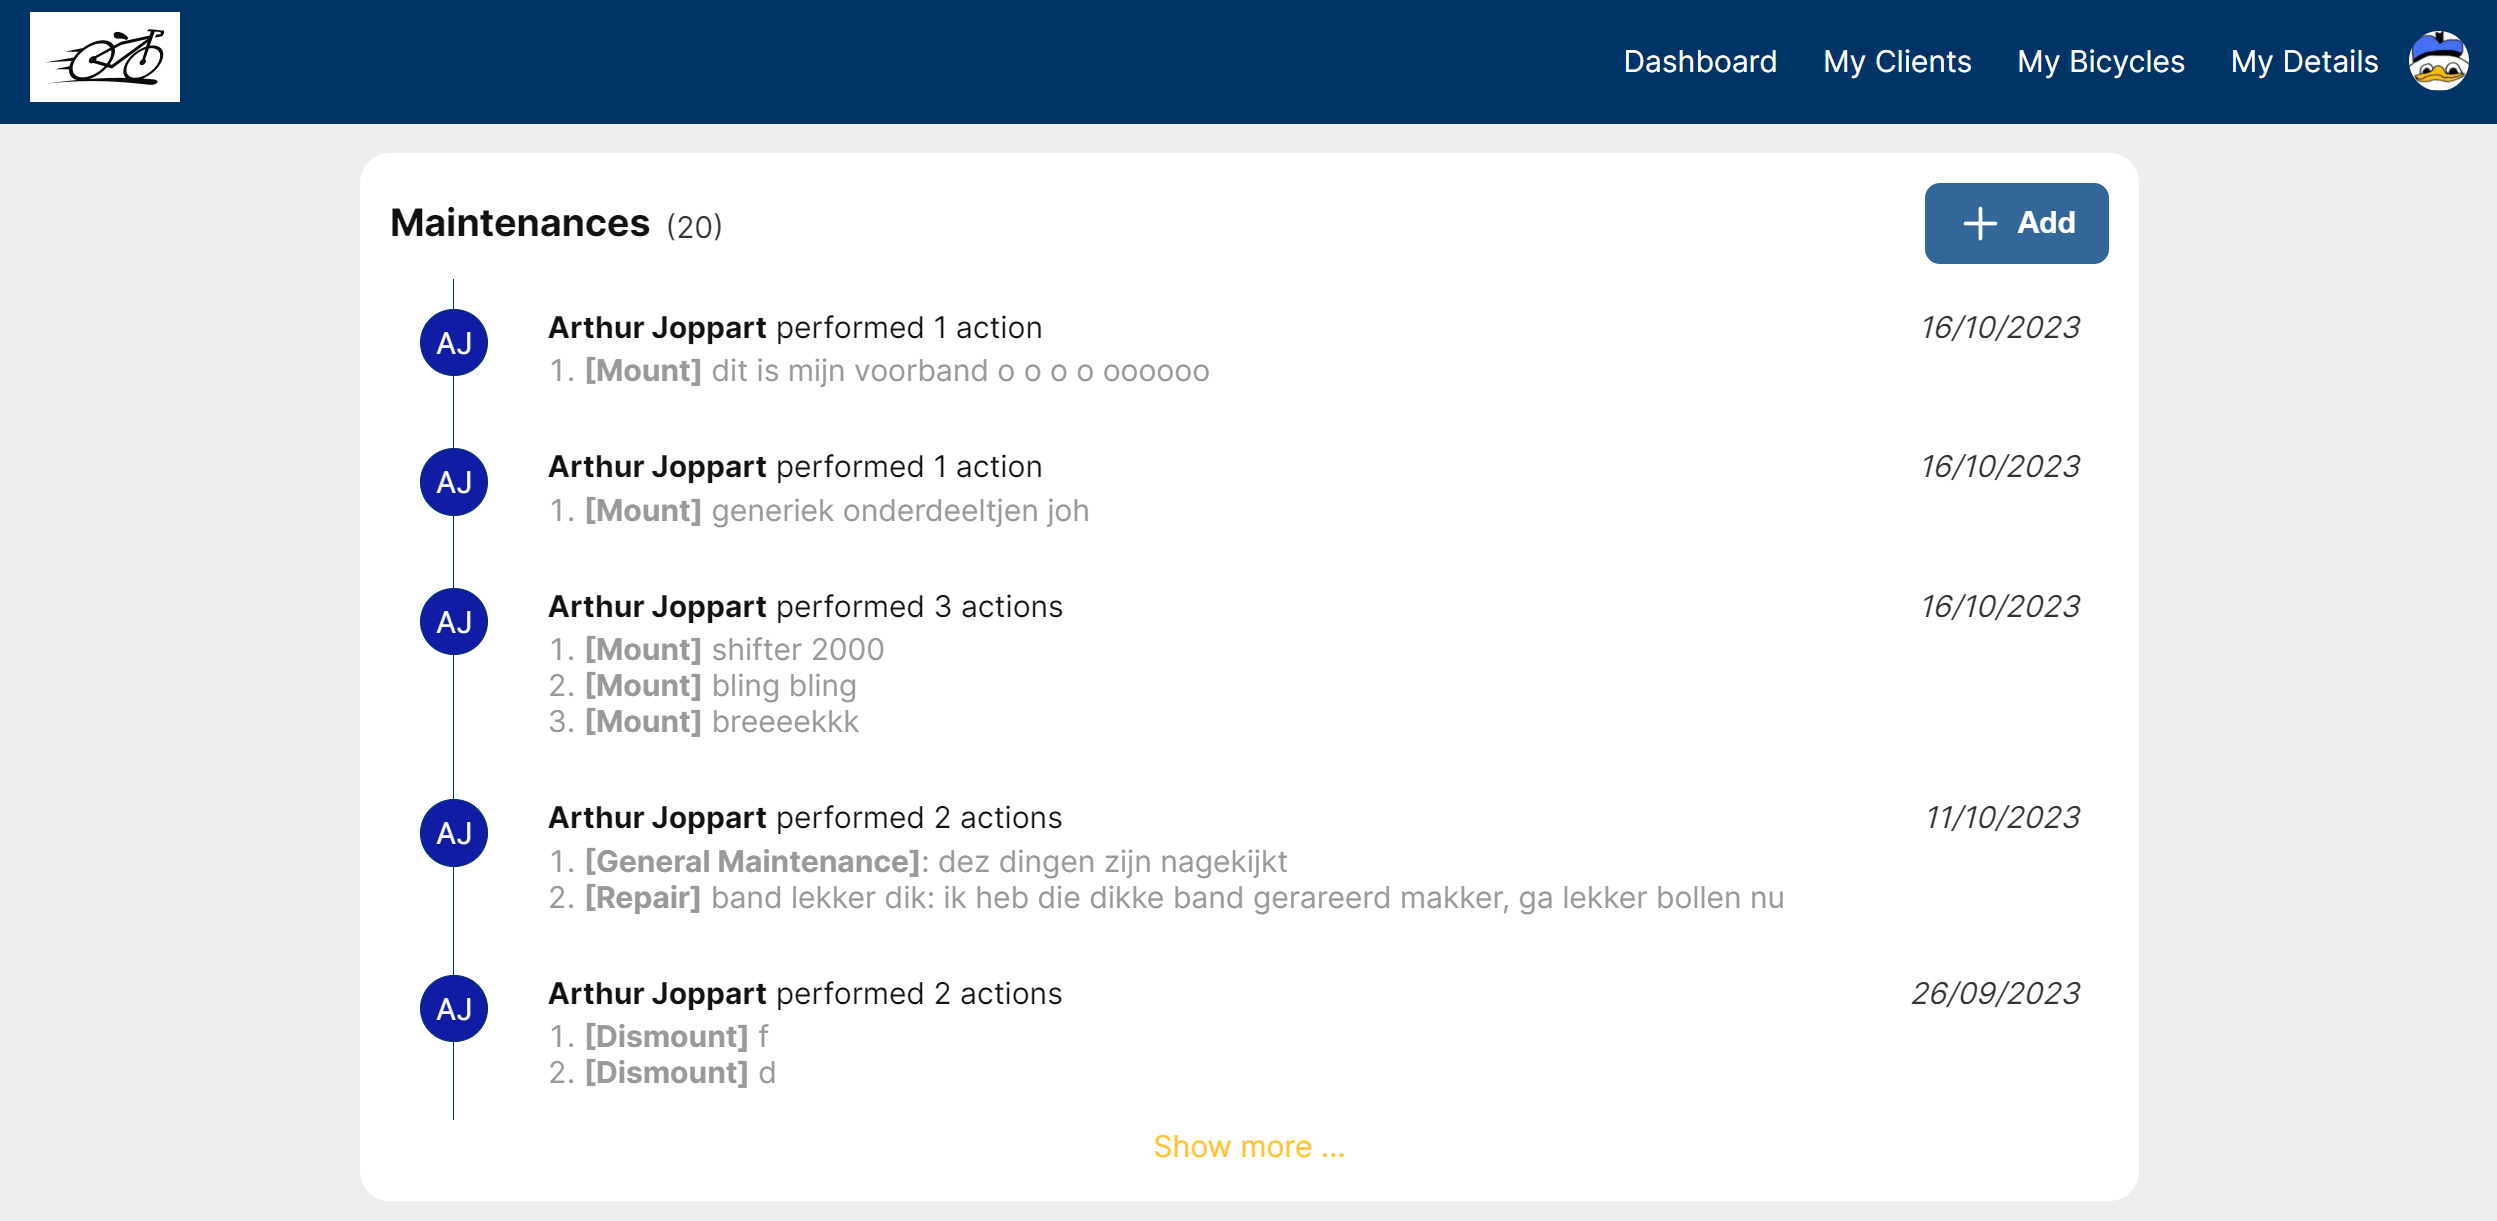 Dashboard My Clients My Bicycles My Details
Maintenances (20)
+ Add
AJ
Arthur Joppart performed 1 action 16/10/2023
1. [Mount] dit is mijn voorband o o o o oooooo
AJ
Arthur Joppart performed 1 action 16/10/2023
1. [Mount] generiek onderdeeltjen joh
AJ
Arthur Joppart performed 3 actions 16/10/2023
1. [Mount] shifter 2000
2. [Mount] bling bling
3. [Mount] breeeekkk
AJ
Arthur Joppart performed 2 actions 11/10/2023
1. [General Maintenance]: dez dingen zijn nagekijkt
2. [Repair] band lekker dik: ik heb die dikke band gerareerd makker, ga lekker bollen nu
AJ
Arthur Joppart performed 2 actions 26/09/2023
1. [Dismount] f
2. [Dismount] d
Show more ...